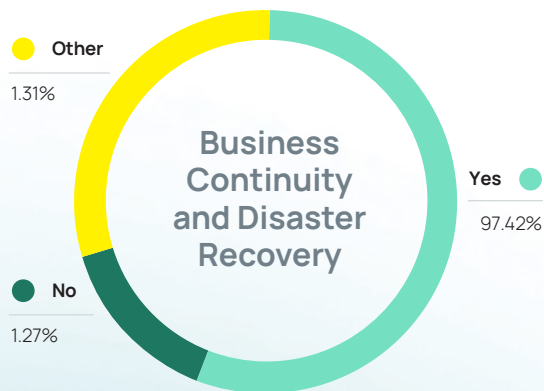 Other
1.31%
Business
Continuity
and Disaster
Recovery
Yes
97.42%
No
1.27%